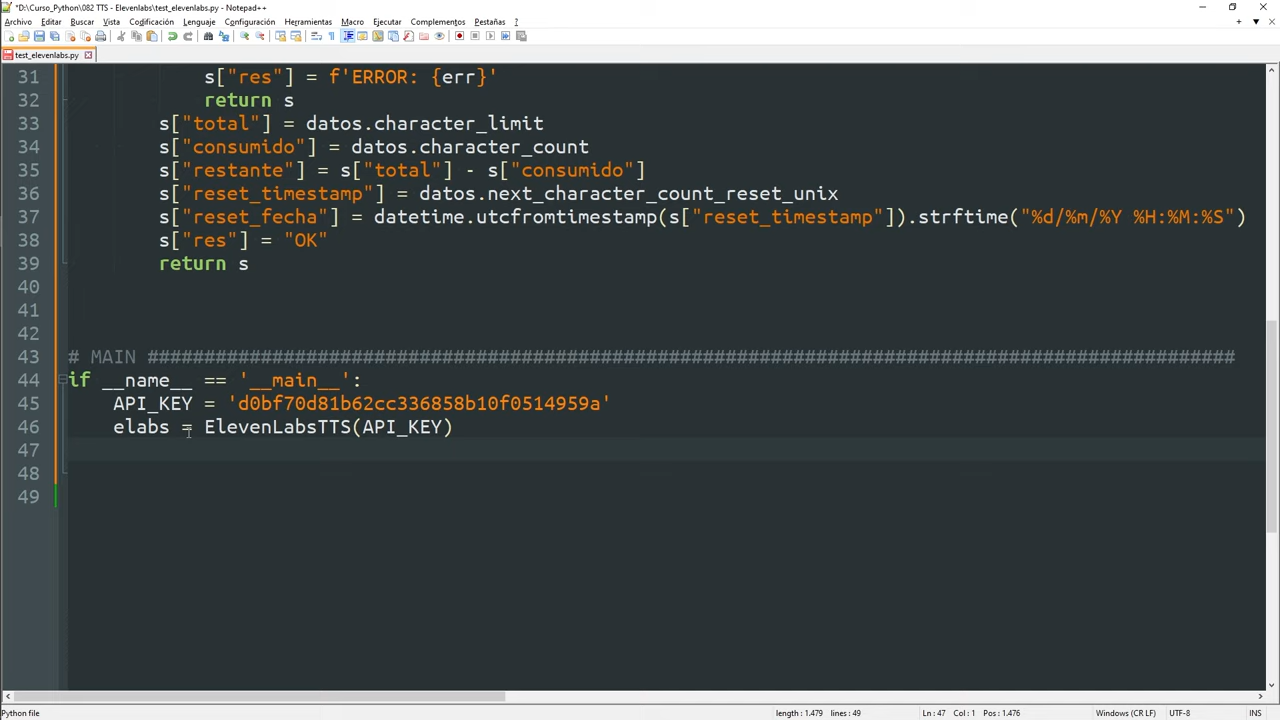 *D:\Curso_Python\082 TTS - Elevenlabs\test_elevenlabs.py - Notepad++
Archivo Editar Buscar Vista Codificación Lenguaje Configuración Herramientas Macro Ejecutar Complementos Pestañas ?
test_elevenlabs.py
31 s["res"] = f'ERROR: {err}'
32 return s
33 s["total"] = datos.character_limit
34 s["consumido"] = datos.character_count
35 s["restante"] = s["total"] - s["consumido"]
36 s["reset_timestamp"] = datos.next_character_count_reset_unix
37 s["reset_fecha"] = datetime.utcfromtimestamp(s["reset_timestamp"]).strftime("%d/%m/%Y %H:%M:%S")
38 s["res"] = "OK"
39 return s
40
41
42
43 # MAIN ################################################################################################
44 if __name__ == '__main__':
45 API_KEY = 'd0bf70d81b62cc336858b10f0514959a'
46 elabs = ElevenLabsTTS(API_KEY)
47
48
49
Python file length : 1.479 lines : 49 Ln : 47 Col : 1 Pos : 1.476 Windows (CR LF) UTF-8 INS